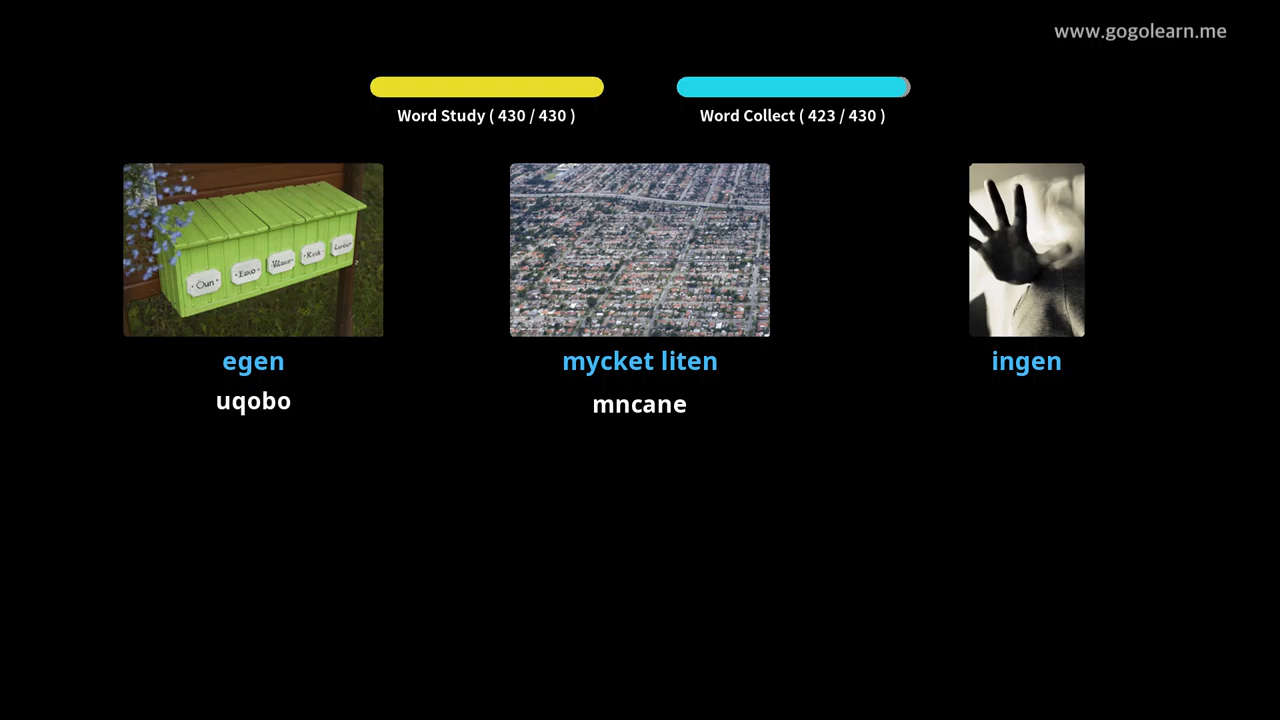 www.gogolearn.me
Word Study ( 430 / 430 )
Word Collect ( 423 / 430 )
egen
mycket liten
ingen
uqobo
mncane